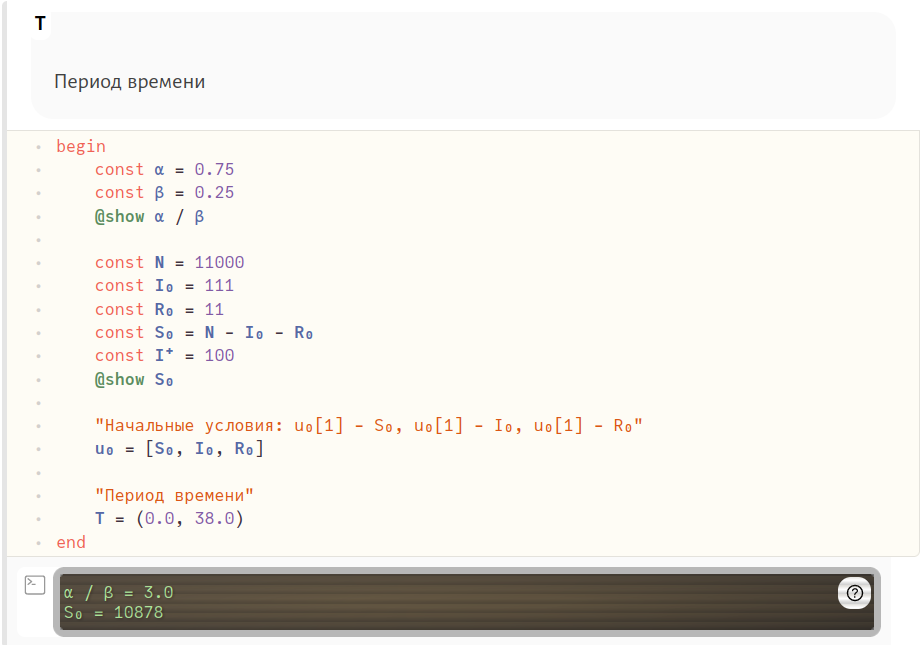 T
Период времени
begin
const α = 0.75
const β = 0.25
@show α / β
const N = 11000
const I₀ = 111
const R₀ = 11
const S₀ = N - I₀ - R₀
const I⁺ = 100
@show S₀
"Начальные условия: u₀[1] - S₀, u₀[1] - I₀, u₀[1] - R₀"
u₀ = [S₀, I₀, R₀]
"Период времени"
T = (0.0, 38.0)
end
α / β = 3.0
S₀ = 10878